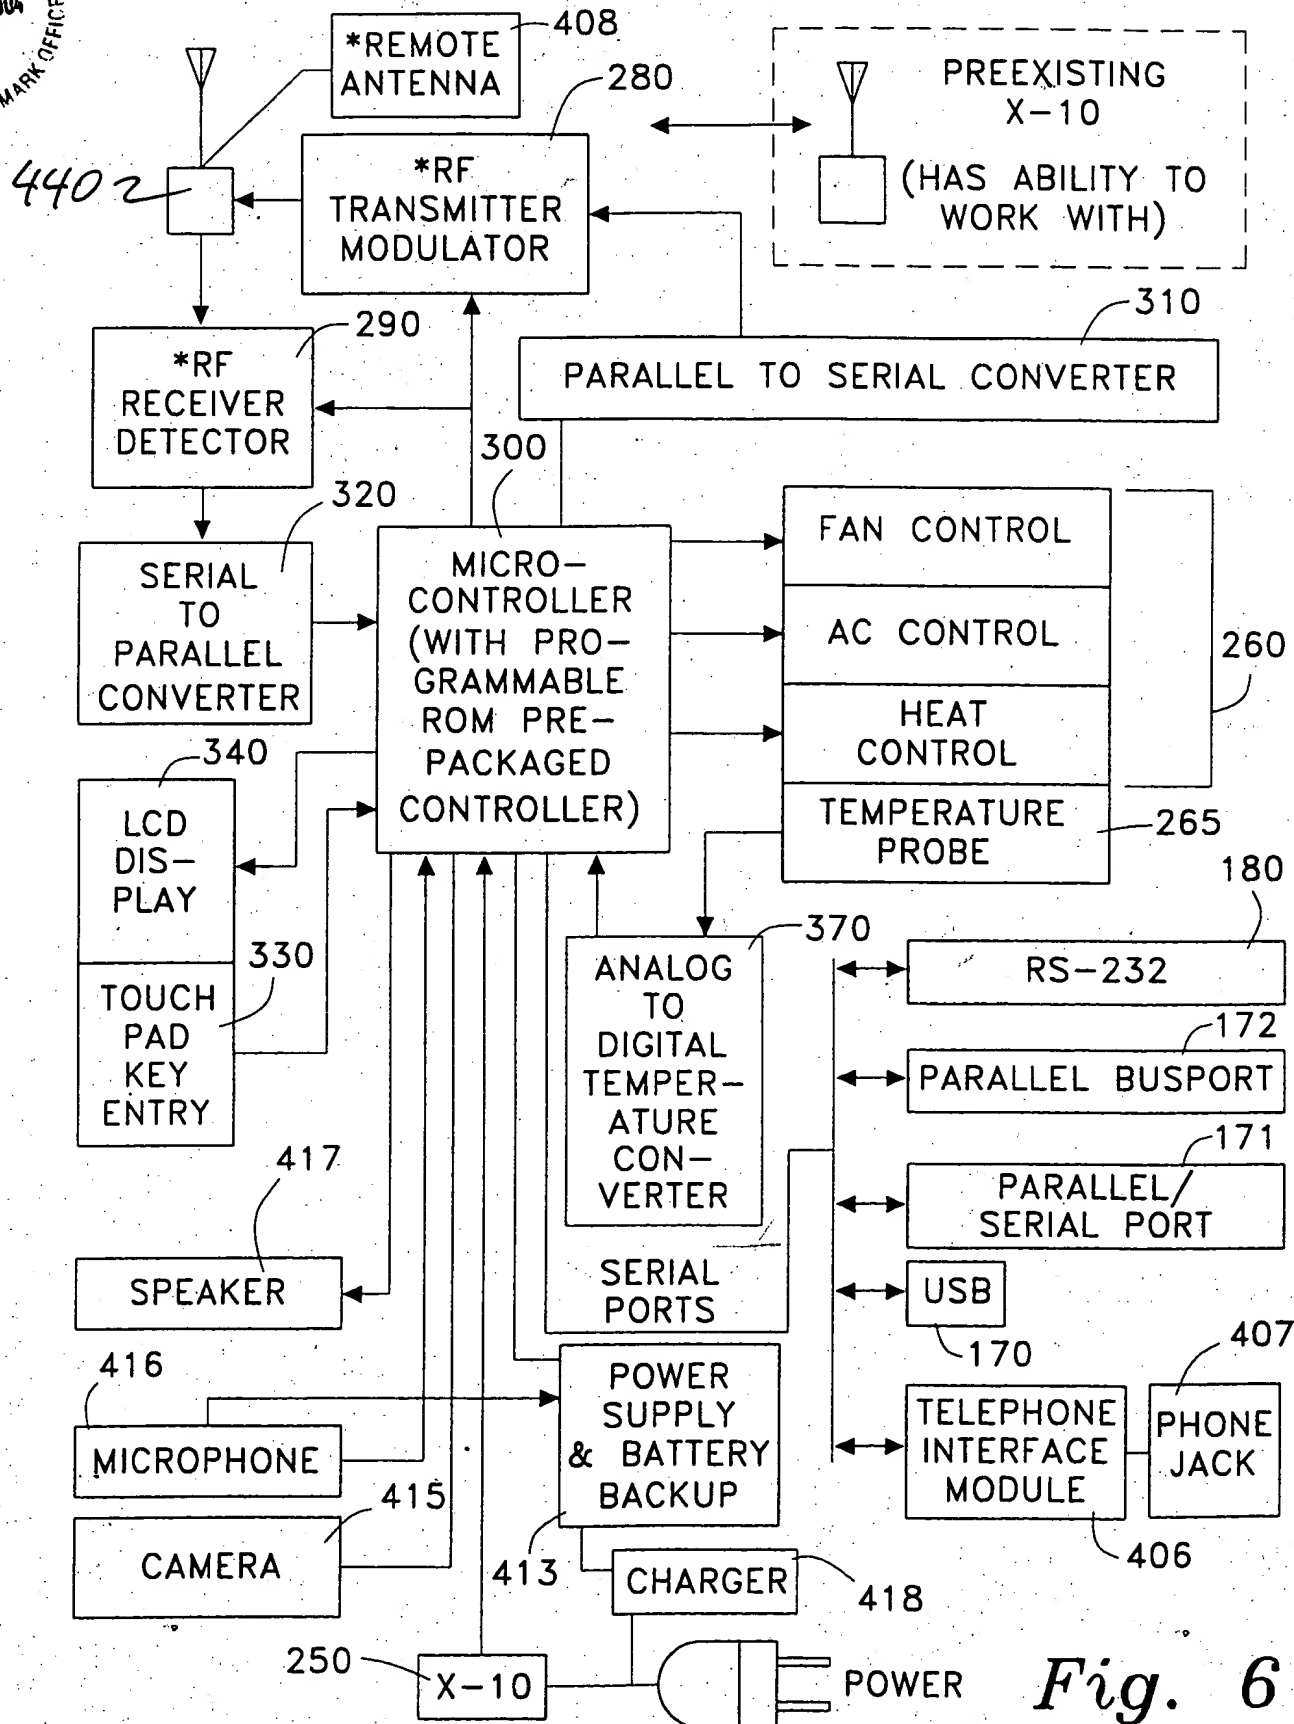 MARK OFFICE
*REMOTE
ANTENNA
408
280
PREEXISTING
X-10
(HAS ABILITY TO
WORK WITH)
440
*RF
TRANSMITTER
MODULATOR
310
290
*RF
RECEIVER
DETECTOR
PARALLEL TO SERIAL CONVERTER
300
320
SERIAL
TO
PARALLEL
CONVERTER
MICRO-
CONTROLLER
(WITH PRO-
GRAMMABLE
ROM PRE-
PACKAGED
CONTROLLER)
FAN CONTROL
AC CONTROL
HEAT
CONTROL
260
TEMPERATURE
PROBE
265
340
LCD
DIS-
PLAY
330
TOUCH
PAD
KEY
ENTRY
370
ANALOG
TO
DIGITAL
TEMPER-
ATURE
CON-
VERTER
180
RS-232
172
PARALLEL BUSPORT
171
PARALLEL/
SERIAL PORT
USB
170
417
SPEAKER
SERIAL
PORTS
416
MICROPHONE
POWER
SUPPLY
& BATTERY
BACKUP
413
407
TELEPHONE
INTERFACE
MODULE
PHONE
JACK
406
415
CAMERA
CHARGER
418
250
X-10
POWER
Fig. 6